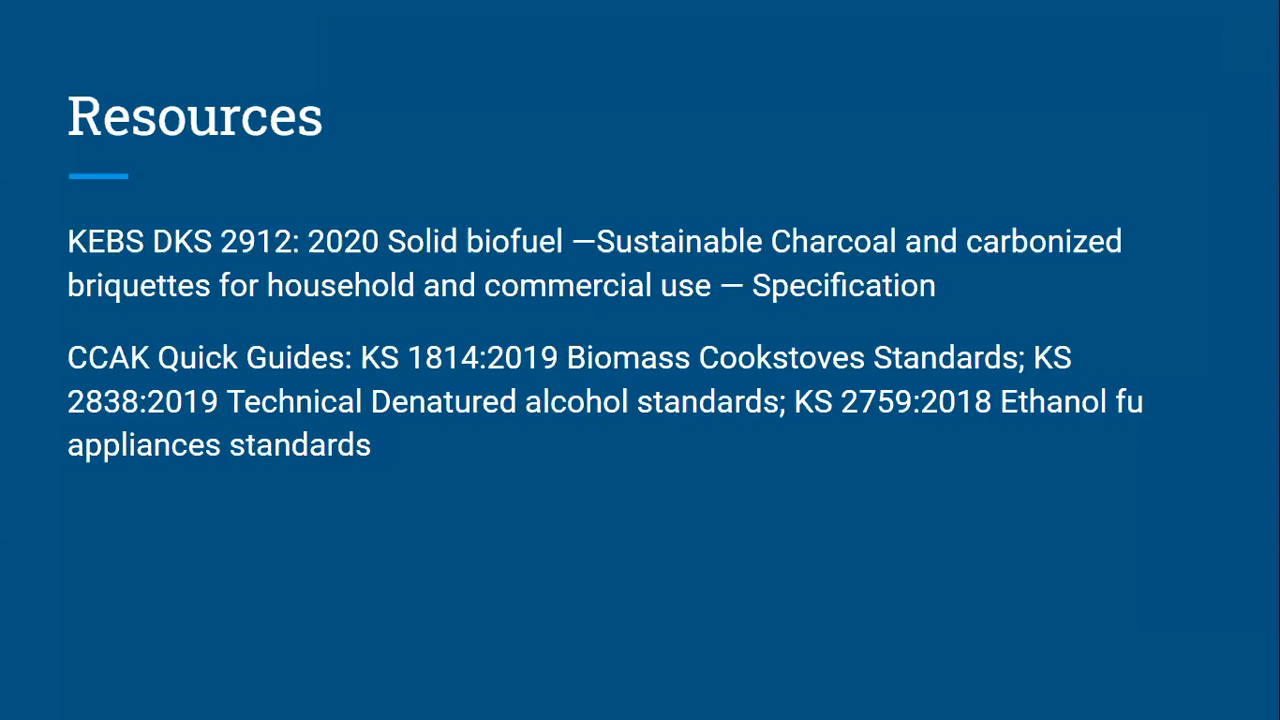 Resources
KEBS DKS 2912: 2020 Solid biofuel —Sustainable Charcoal and carbonized
briquettes for household and commercial use — Specification
CCAK Quick Guides: KS 1814:2019 Biomass Cookstoves Standards; KS
2838:2019 Technical Denatured alcohol standards; KS 2759:2018 Ethanol fu
appliances standards